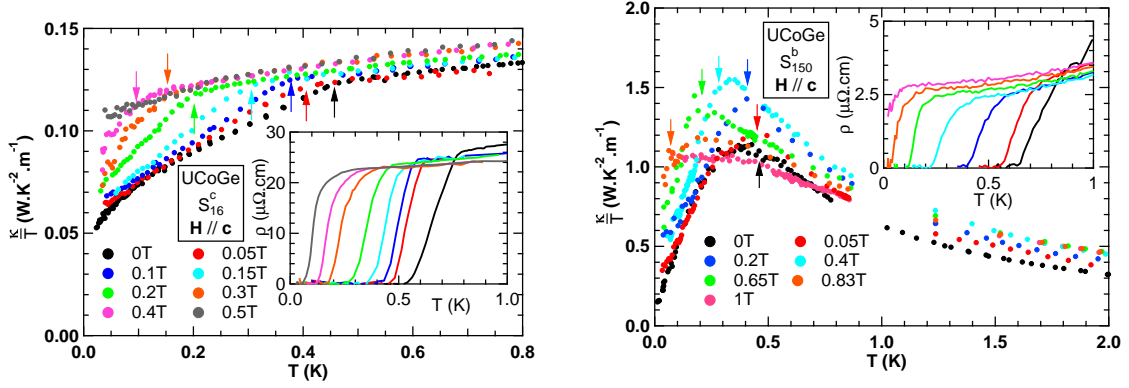 0.15
0.10
0.05
0.00
κ/T (W.K⁻².m⁻¹)
0.0
0.2
0.4
0.6
0.8
T (K)
UCoGe
S₁₆ᶜ
H // c
0T
0.05T
0.1T
0.15T
0.2T
0.3T
0.4T
0.5T
30
20
10
0
ρ (μΩ.cm)
0.0
0.5
1.0
T (K)
2.0
1.5
1.0
0.5
0.0
κ/T (W.K⁻².m⁻¹)
0.0
0.5
1.0
1.5
2.0
T (K)
UCoGe
S₁₅₀ᵇ
H // c
0T
0.05T
0.2T
0.4T
0.65T
0.83T
1T
5
2.5
0
ρ (μΩ.cm)
0
0.5
1
T (K)